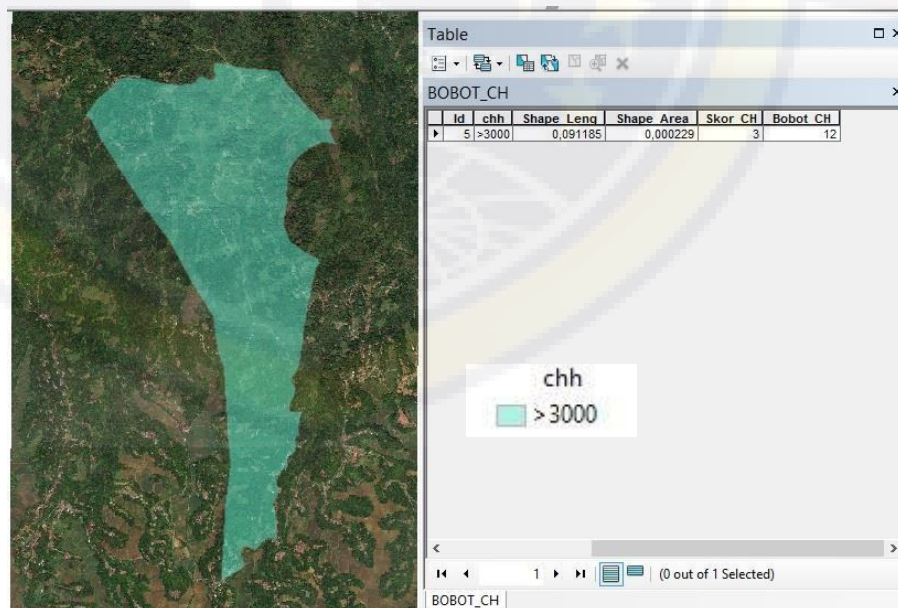 Table
BOBOT_CH
Id chh Shape_Leng Shape_Area Skor_CH Bobot_CH
5 >3000 0,091185 0,000229 3 12
chh
>3000
1 (0 out of 1 Selected)
BOBOT_CH